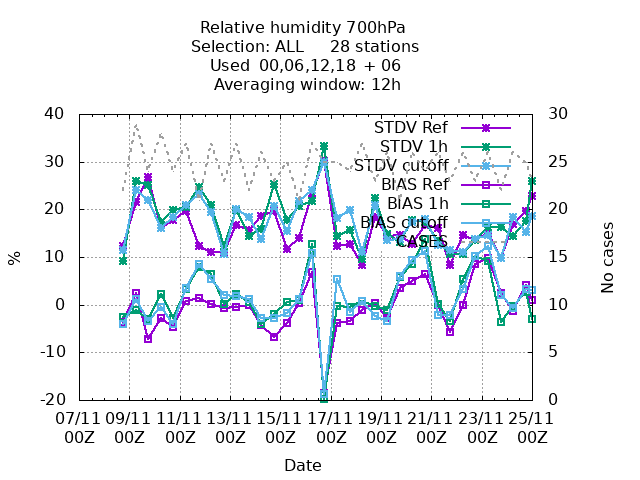 Relative humidity 700hPa
Selection: ALL 28 stations
Used 00,06,12,18 + 06
Averaging window: 12h
40 30
STDV Ref
STDV 1h
30 25
STDV cutoff
BIAS Ref
BIAS 1h
20 20
BIAS cutoff
CASES
10 15
%
No cases
0 10
-10 5
-20 0
07/11 09/11 11/11 13/11 15/11 17/11 19/11 21/11 23/11 25/11
00Z 00Z 00Z 00Z 00Z 00Z 00Z 00Z 00Z 00Z
Date